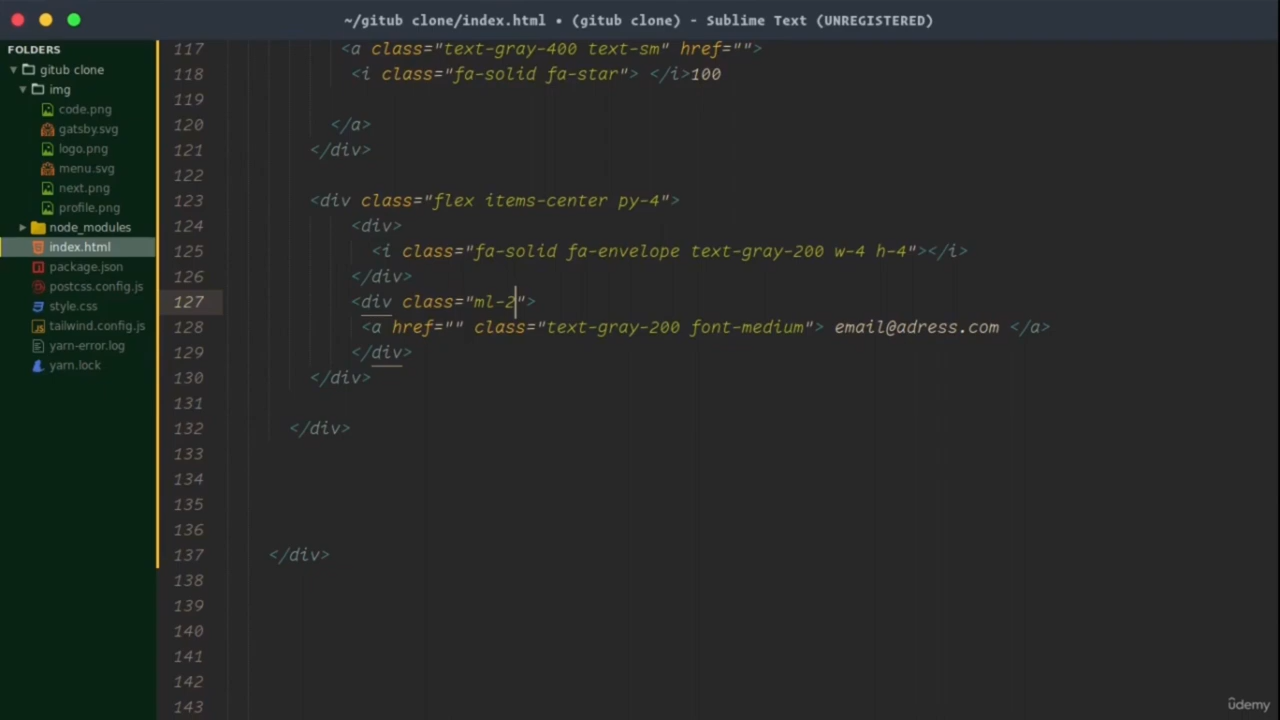 ~/gitub clone/index.html • (gitub clone) - Sublime Text (UNREGISTERED)
FOLDERS
gitub clone
img
code.png
gatsby.svg
logo.png
menu.svg
next.png
profile.png
node_modules
index.html
package.json
postcss.config.js
style.css
tailwind.config.js
yarn-error.log
yarn.lock
117 <a class="text-gray-400 text-sm" href="">
118 <i class="fa-solid fa-star"> </i>100
119
120 </a>
121 </div>
122
123 <div class="flex items-center py-4">
124 <div>
125 <i class="fa-solid fa-envelope text-gray-200 w-4 h-4"></i>
126 </div>
127 <div class="ml-2">
128 <a href="" class="text-gray-200 font-medium"> email@adress.com </a>
129 </div>
130 </div>
131
132 </div>
133
134
135
136
137 </div>
138
139
140
141
142
143
udemy